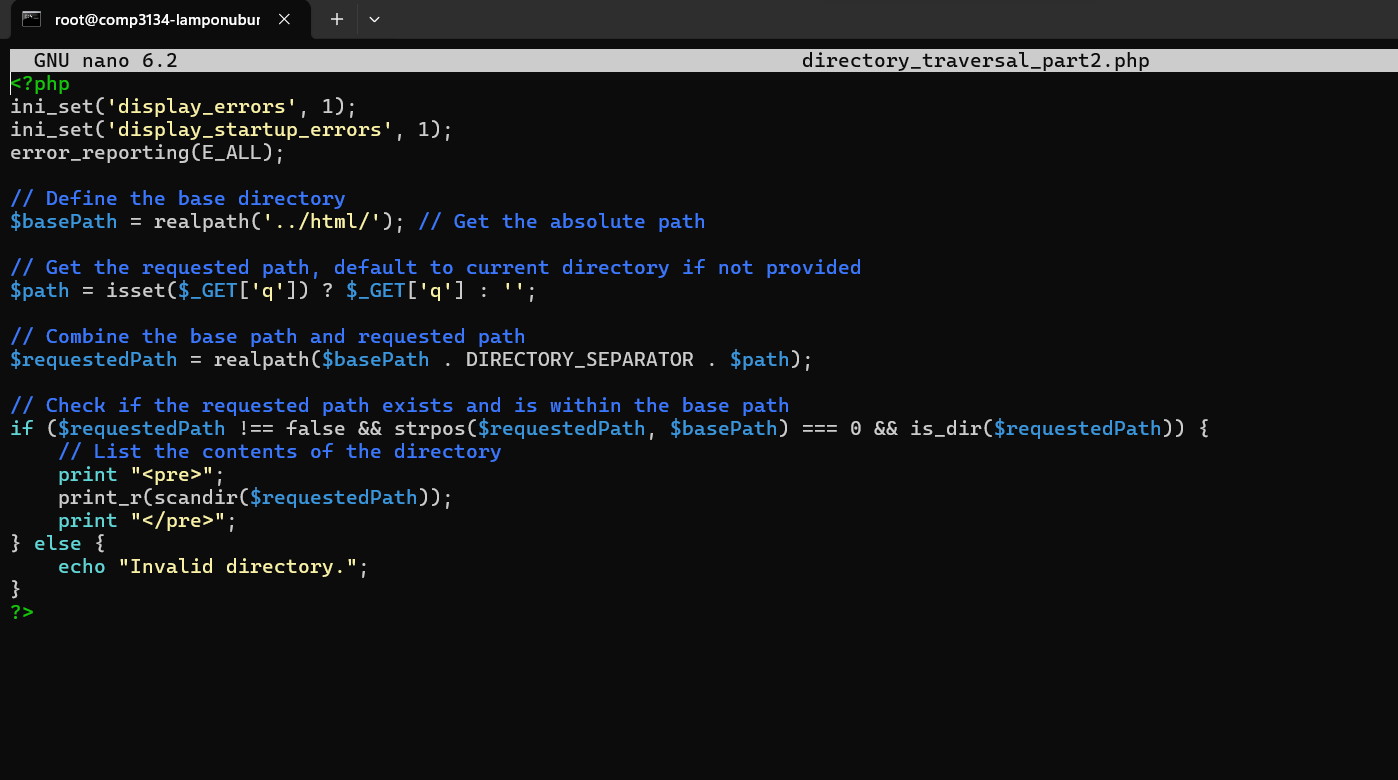 root@comp3134-lamponubur
GNU nano 6.2 directory_traversal_part2.php
<?php
ini_set('display_errors', 1);
ini_set('display_startup_errors', 1);
error_reporting(E_ALL);

// Define the base directory
$basePath = realpath('../html/'); // Get the absolute path

// Get the requested path, default to current directory if not provided
$path = isset($_GET['q']) ? $_GET['q'] : '';

// Combine the base path and requested path
$requestedPath = realpath($basePath . DIRECTORY_SEPARATOR . $path);

// Check if the requested path exists and is within the base path
if ($requestedPath !== false && strpos($requestedPath, $basePath) === 0 && is_dir($requestedPath)) {
    // List the contents of the directory
    print "<pre>";
    print_r(scandir($requestedPath));
    print "</pre>";
} else {
    echo "Invalid directory.";
}
?>